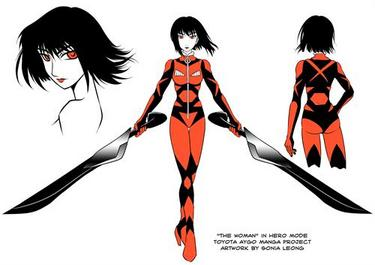 "THE WOMAN" IN HERO MODE
TOYOTA AYGO MANGA PROJECT
ARTWORK BY SONIA LEONG